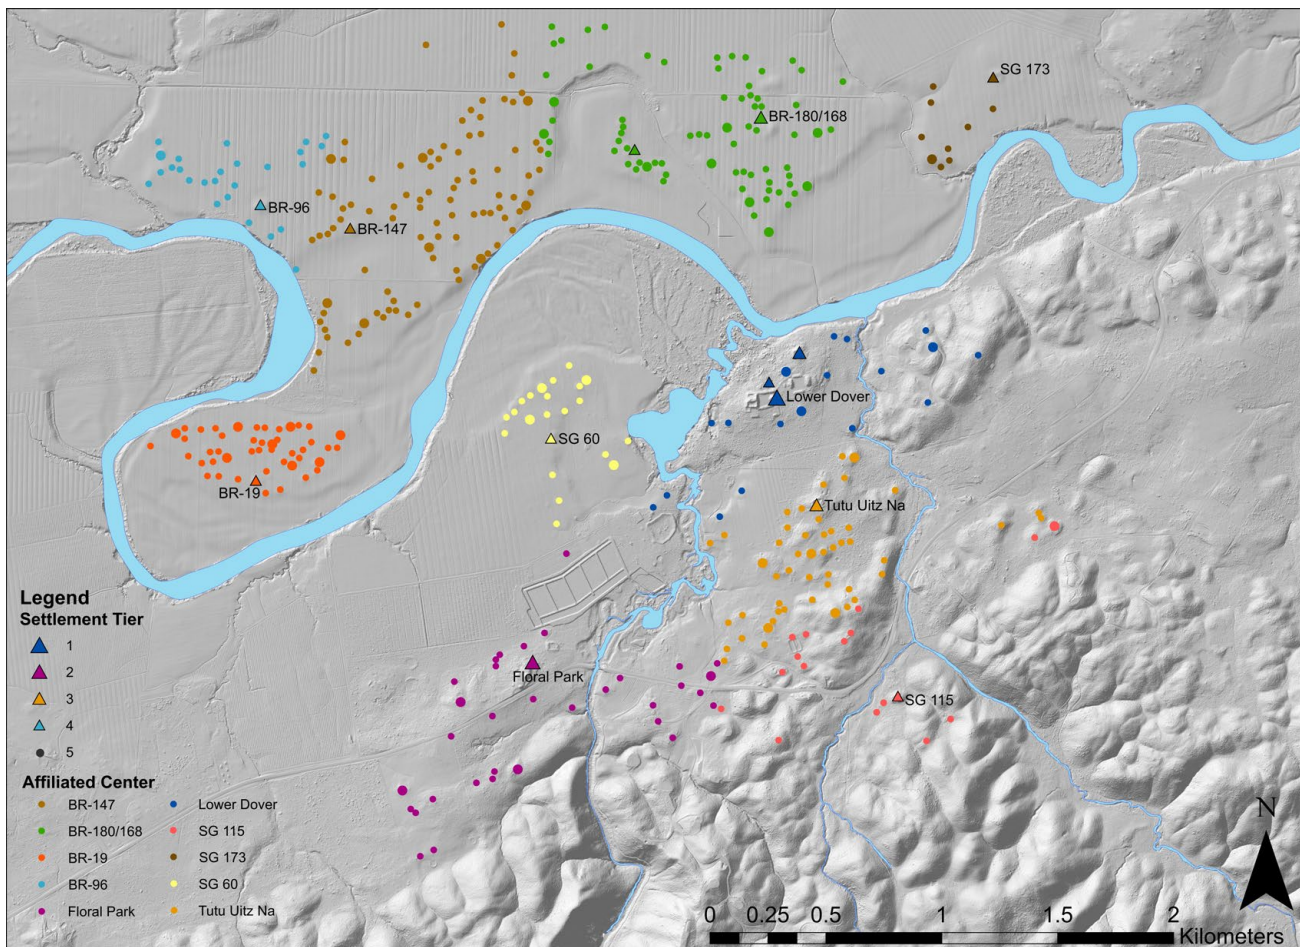 SG 173
BR-180/168
BR-96
BR-147
Lower Dover
SG 60
BR-19
Tutu Uitz Na
Floral Park
SG 115
Legend
Settlement Tier
1
2
3
4
5
Affiliated Center
BR-147
BR-180/168
BR-19
BR-96
Floral Park
Lower Dover
SG 115
SG 173
SG 60
Tutu Uitz Na
N
0 0.25 0.5 1 1.5 2
Kilometers